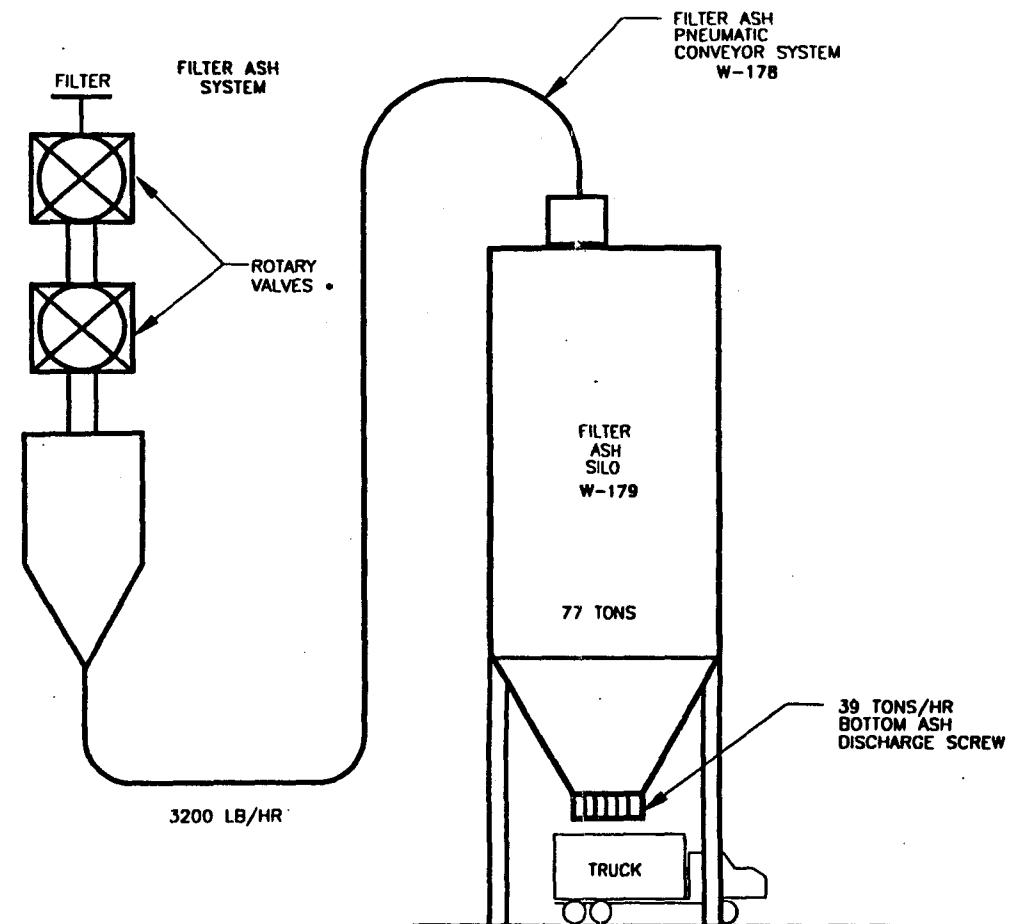 FILTER ASH
PNEUMATIC
CONVEYOR SYSTEM
W-178
FILTER ASH
SYSTEM
FILTER
ROTARY
VALVES
FILTER
ASH
SILO
W-179
77 TONS
39 TONS/HR
BOTTOM ASH
DISCHARGE SCREW
3200 LB/HR
TRUCK